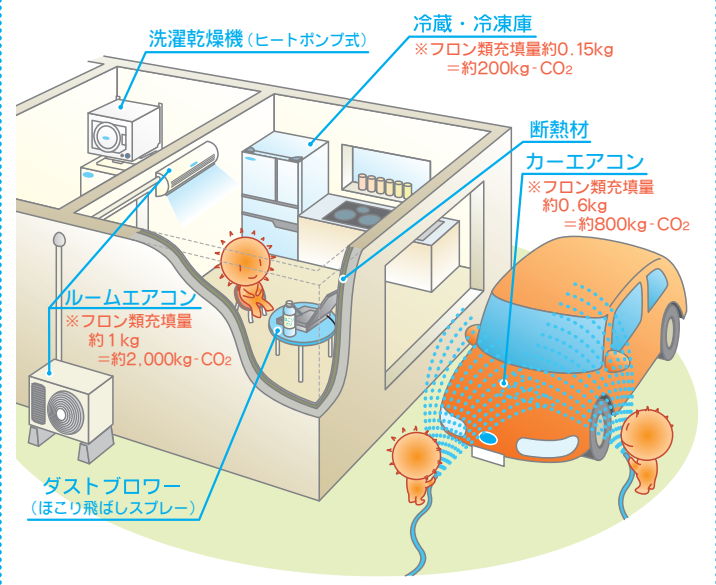 冷蔵・冷凍庫
※フロン類充填量約0.15kg
＝約200kg-CO2
洗濯乾燥機（ヒートポンプ式）
断熱材
カーエアコン
※フロン類充填量
約0.6kg
＝約800kg-CO2
ルームエアコン
※フロン類充填量
約1kg
＝約2,000kg-CO2
ダストブロワー
（ほこり飛ばしスプレー）